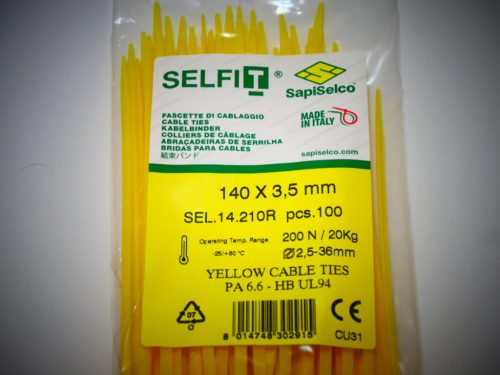 SELFIT®
SapiSelco®
FASCETTE DI CABLAGGIO
CABLE TIES
KABELBINDER
COLLIERS DE CÂBLAGE
ABRAÇADEIRAS DE SERRILHA
BRIDAS PARA CABLES
結束バンド
MADE
IN ITALY
sapiselco.com
140 X 3,5 mm
SEL.14.210R pcs.100
Operating Temp. Range
-25/+60 °C
200 N / 20Kg
Ø2,5-36mm
YELLOW CABLE TIES
PA 6.6 - HB UL94
07
8 014748 302915
CE
CU31